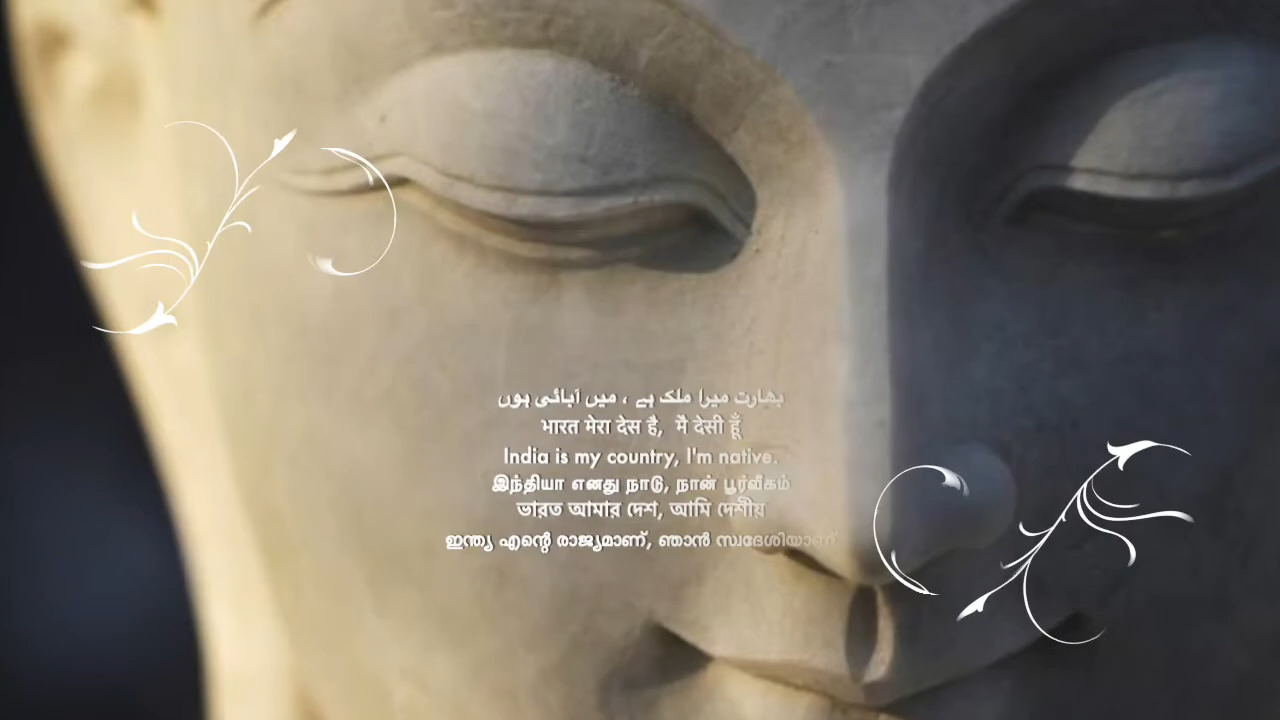 بھارت میرا ملک ہے ، میں آبائی ہوں
भारत मेरा देस है, मै देसी हूँ
India is my country, I'm native.
இந்தியா எனது நாடு, நான் பூர்வீகம்
ভারত আমার দেশ, আমি দেশীয়
ഇന്ത്യ എന്റെ രാജ്യമാണ്, ഞാൻ സ്വദേശിയാണ്